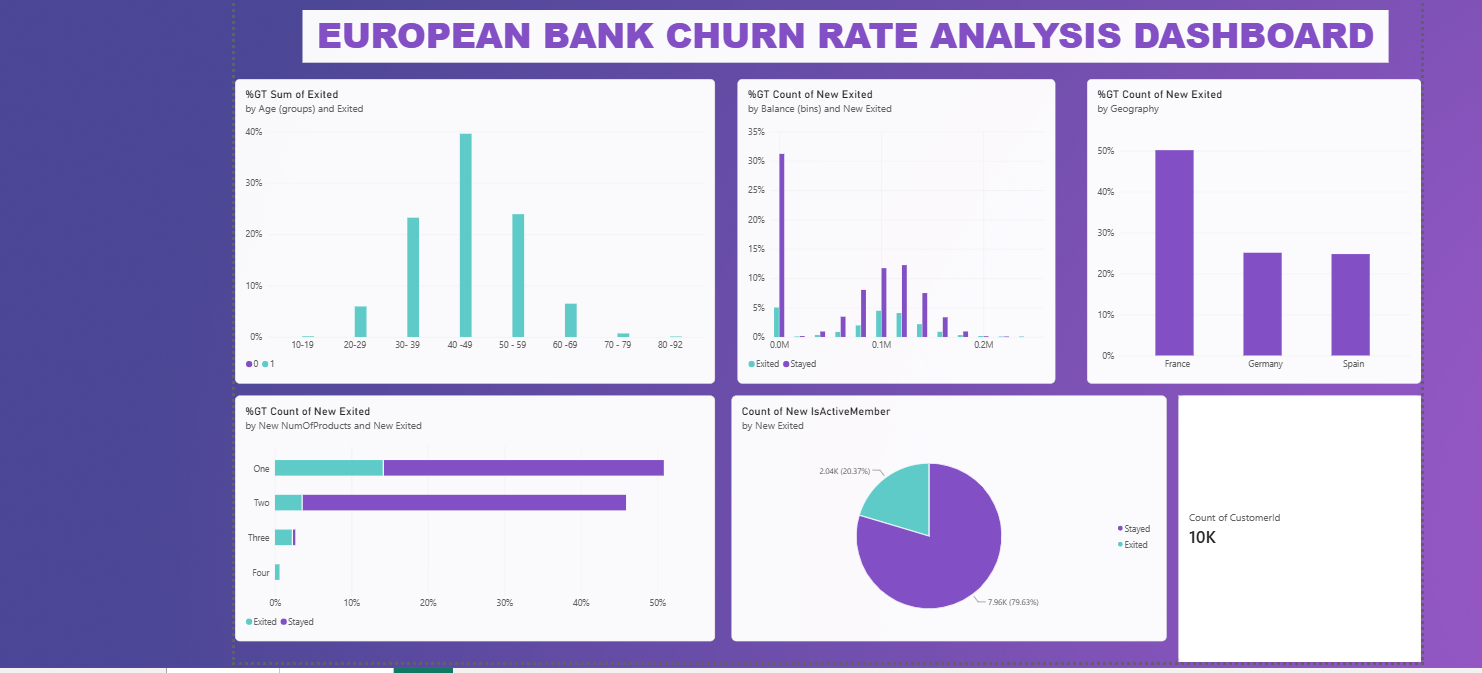 EUROPEAN BANK CHURN RATE ANALYSIS DASHBOARD
%GT Sum of Exited
by Age (groups) and Exited
40%
30%
20%
10%
0%
10-19 20-29 30- 39 40 -49 50 - 59 60 -69 70 - 79 80 -92
0 1
%GT Count of New Exited
by Balance (bins) and New Exited
35%
30%
25%
20%
15%
10%
5%
0%
0.0M 0.1M 0.2M
Exited Stayed
%GT Count of New Exited
by Geography
50%
40%
30%
20%
10%
0%
France Germany Spain
%GT Count of New Exited
by New NumOfProducts and New Exited
One
Two
Three
Four
0% 10% 20% 30% 40% 50%
Exited Stayed
Count of New IsActiveMember
by New Exited
2.04K (20.37%)
7.96K (79.63%)
Stayed
Exited
Count of CustomerId
10K